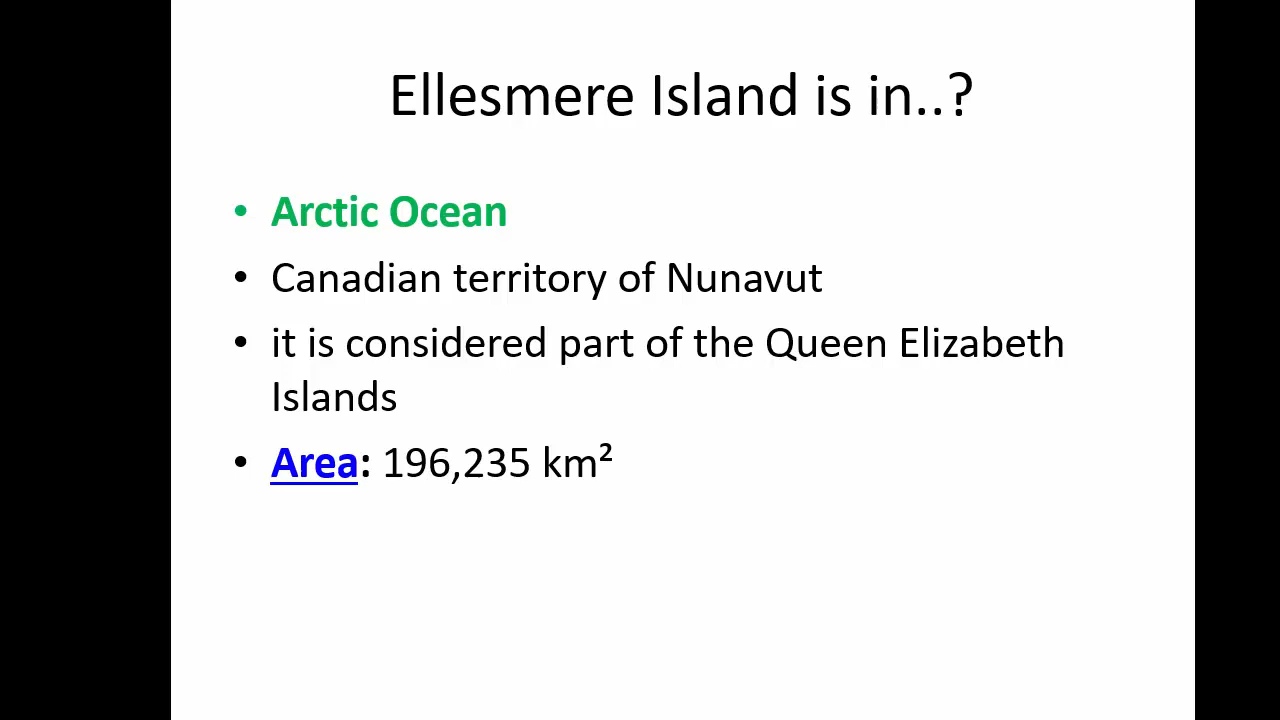 Ellesmere Island is in..?
• Arctic Ocean
• Canadian territory of Nunavut
• it is considered part of the Queen Elizabeth
Islands
• Area: 196,235 km²